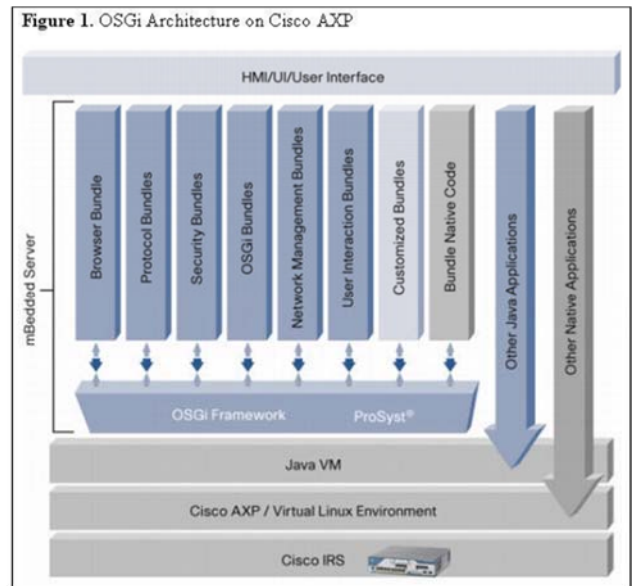 Figure 1. OSGi Architecture on Cisco AXP
HMI/UI/User Interface
mBedded Server
Browser Bundle
Protocol Bundles
Security Bundles
OSGi Bundles
Network Management Bundles
User Interaction Bundles
Customized Bundles
Bundle Native Code
Other Java Applications
Other Native Applications
OSGi Framework ProSyst®
Java VM
Cisco AXP / Virtual Linux Environment
Cisco IRS